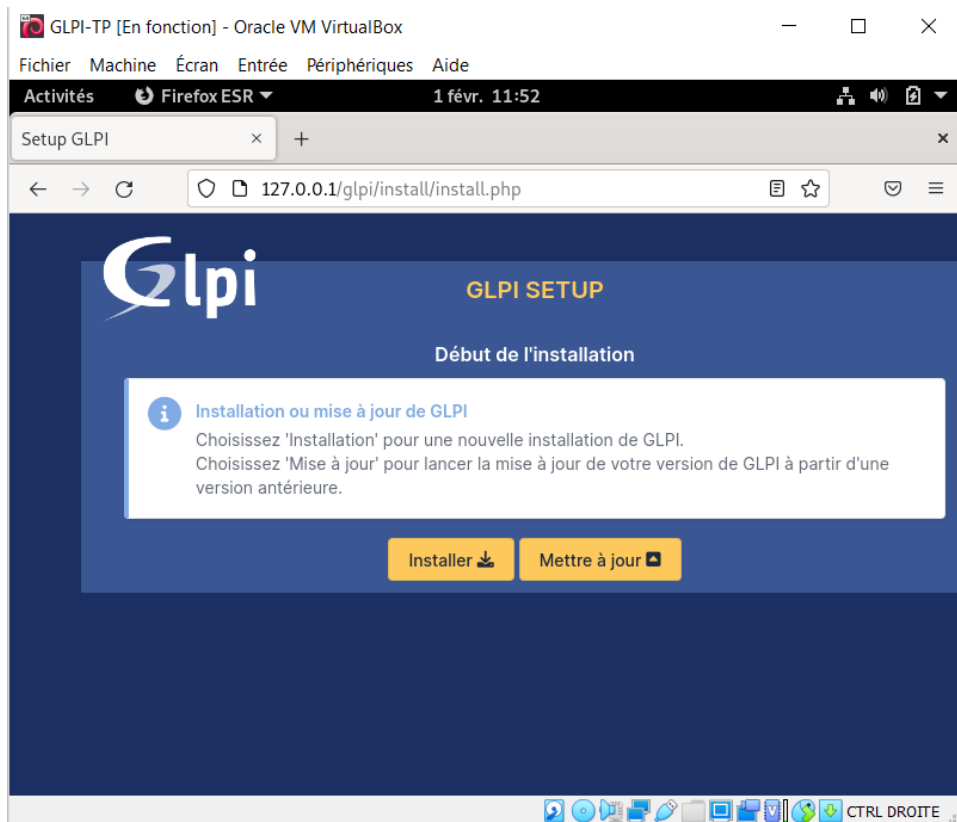 GLPI-TP [En fonction] - Oracle VM VirtualBox
Fichier Machine Écran Entrée Périphériques Aide
Activités Firefox ESR 1 févr. 11:52
Setup GLPI
127.0.0.1/glpi/install/install.php
Glpi
GLPI SETUP
Début de l'installation
Installation ou mise à jour de GLPI
Choisissez 'Installation' pour une nouvelle installation de GLPI.
Choisissez 'Mise à jour' pour lancer la mise à jour de votre version de GLPI à partir d'une
version antérieure.
Installer Mettre à jour
CTRL DROITE